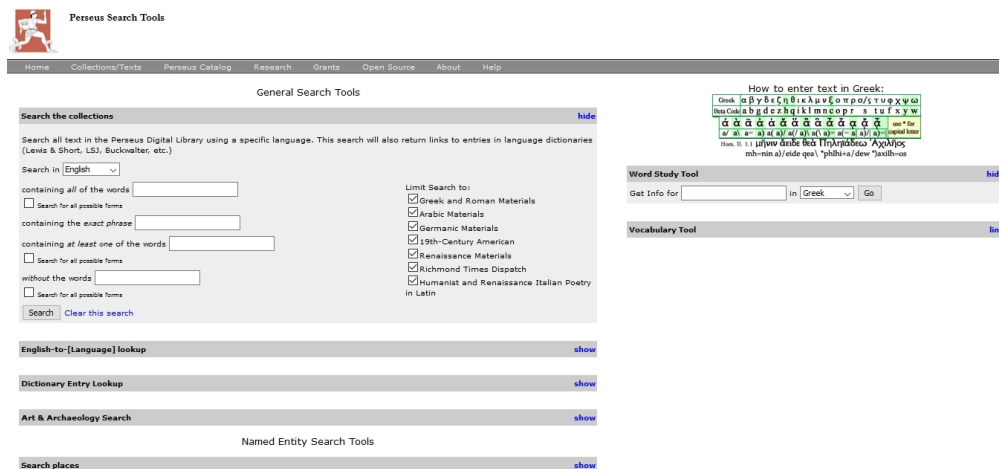 Perseus Search Tools
Home Collections/Texts Perseus Catalog Research Grants Open Source About Help
General Search Tools
Search the collections hide
Search all text in the Perseus Digital Library using a specific language. This search will also return links to entries in language dictionaries
(Lewis & Short, LSJ, Buckwalter, etc.)
Search in English
containing all of the words
Search for all possible forms
containing the exact phrase
containing at least one of the words
Search for all possible forms
without the words
Search for all possible forms
Search Clear this search
Limit Search to:
Greek and Roman Materials
Arabic Materials
Germanic Materials
19th-Century American
Renaissance Materials
Richmond Times Dispatch
Humanist and Renaissance Italian Poetry
in Latin
English-to-[Language] lookup show
Dictionary Entry Lookup show
Art & Archaeology Search show
Named Entity Search Tools
Search places show
How to enter text in Greek:
Greek α β γ δ ε ζ η θ ι κ λ μ ν ξ ο π ρ σ/ς τ υ φ χ ψ ω
Beta Code a b g d e z h q i k l m n c o p r s t u f x y w
use * for
capital letter
Hom. Il. 1.1 μῆνιν ἄειδε θεὰ Πηληϊάδεω Ἀχιλῆος
mh=nin a)/eide qea\ *phlhi+a/dew *)axilh=os
Word Study Tool hid
Get Info for in Greek Go
Vocabulary Tool lin